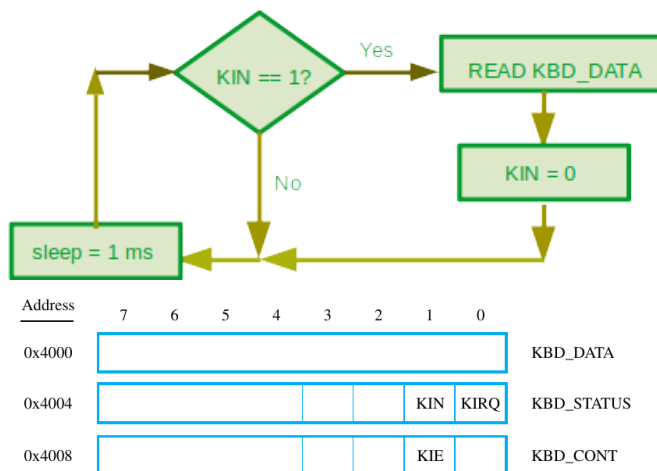 Yes
KIN == 1?
READ KBD_DATA
No
KIN = 0
sleep = 1 ms
Address
7 6 5 4 3 2 1 0
0x4000 KBD_DATA
0x4004 KIN KIRQ KBD_STATUS
0x4008 KIE KBD_CONT